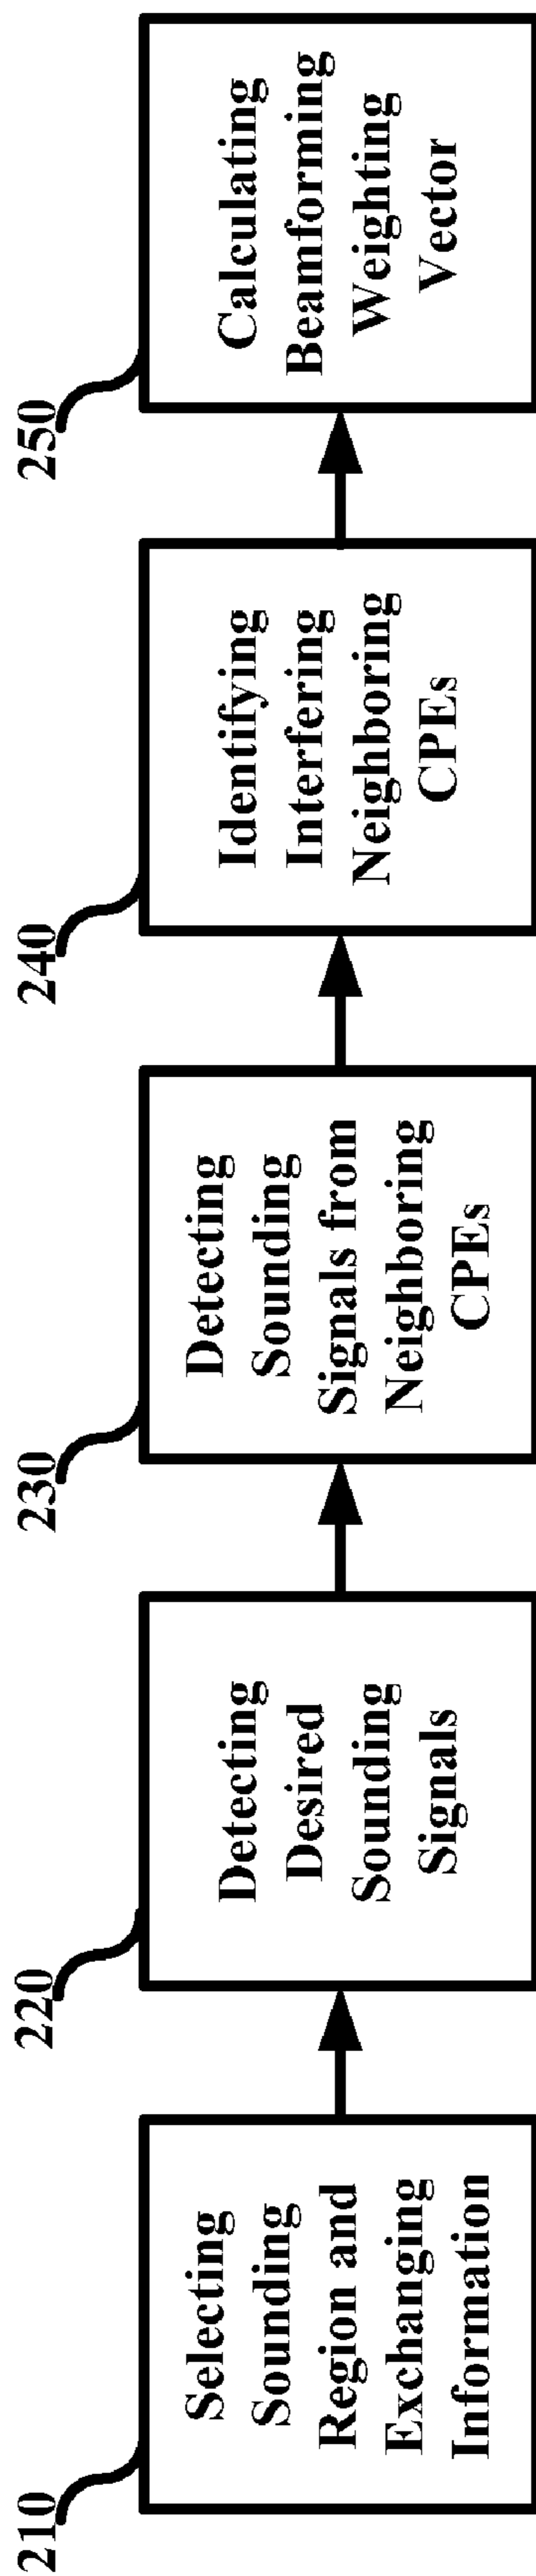 210
Selecting
Sounding
Region and
Exchanging
Information
220
Detecting
Desired
Sounding
Signals
230
Detecting
Sounding
Signals from
Neighboring
CPEs
240
Identifying
Interfering
Neighboring
CPEs
250
Calculating
Beamforming
Weighting
Vector